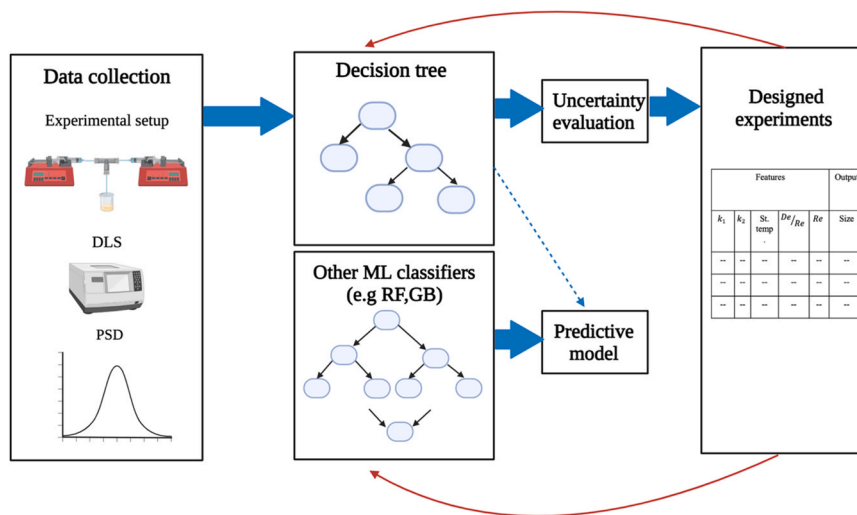 Data collection
Experimental setup
DLS
PSD
Decision tree
Other ML classifiers
(e.g RF,GB)
Uncertainty
evaluation
Predictive
model
Designed
experiments
Features Output
k₁ k₂ St. temp . De/Re Re Size
-- -- -- -- -- --
-- -- -- -- -- --
-- -- -- -- -- --